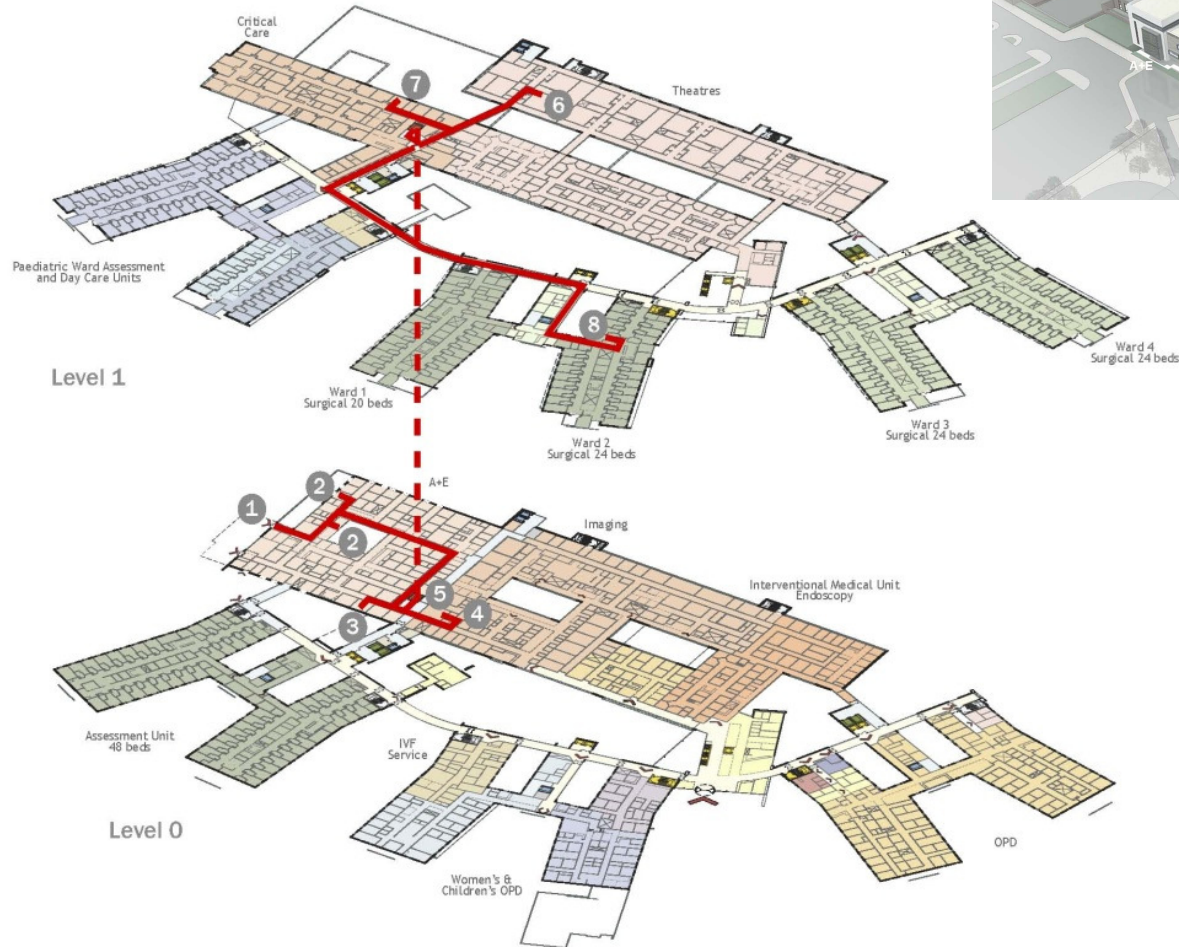 Critical
Care
A+E
7
6
Theatres
Paediatric Ward Assessment
and Day Care Units
8
Level 1
Ward 1
Surgical 20 beds
Ward 2
Surgical 24 beds
Ward 3
Surgical 24 beds
Ward 4
Surgical 24 beds
A+E
1
2
2
Imaging
Interventional Medical Unit
Endoscopy
5
4
3
Assessment Unit
48 beds
IVF
Service
Level 0
Women's &
Children's OPD
OPD